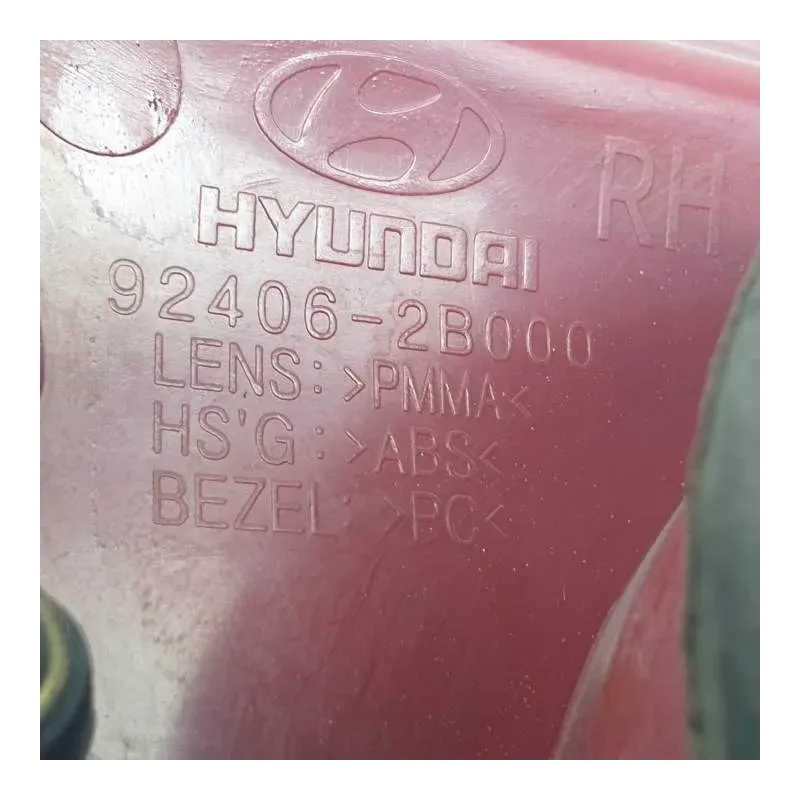 HYUNDAI
RH
92406-2B000
LENS: >PMMA<
HS'G: >ABS<
BEZEL: >PC<